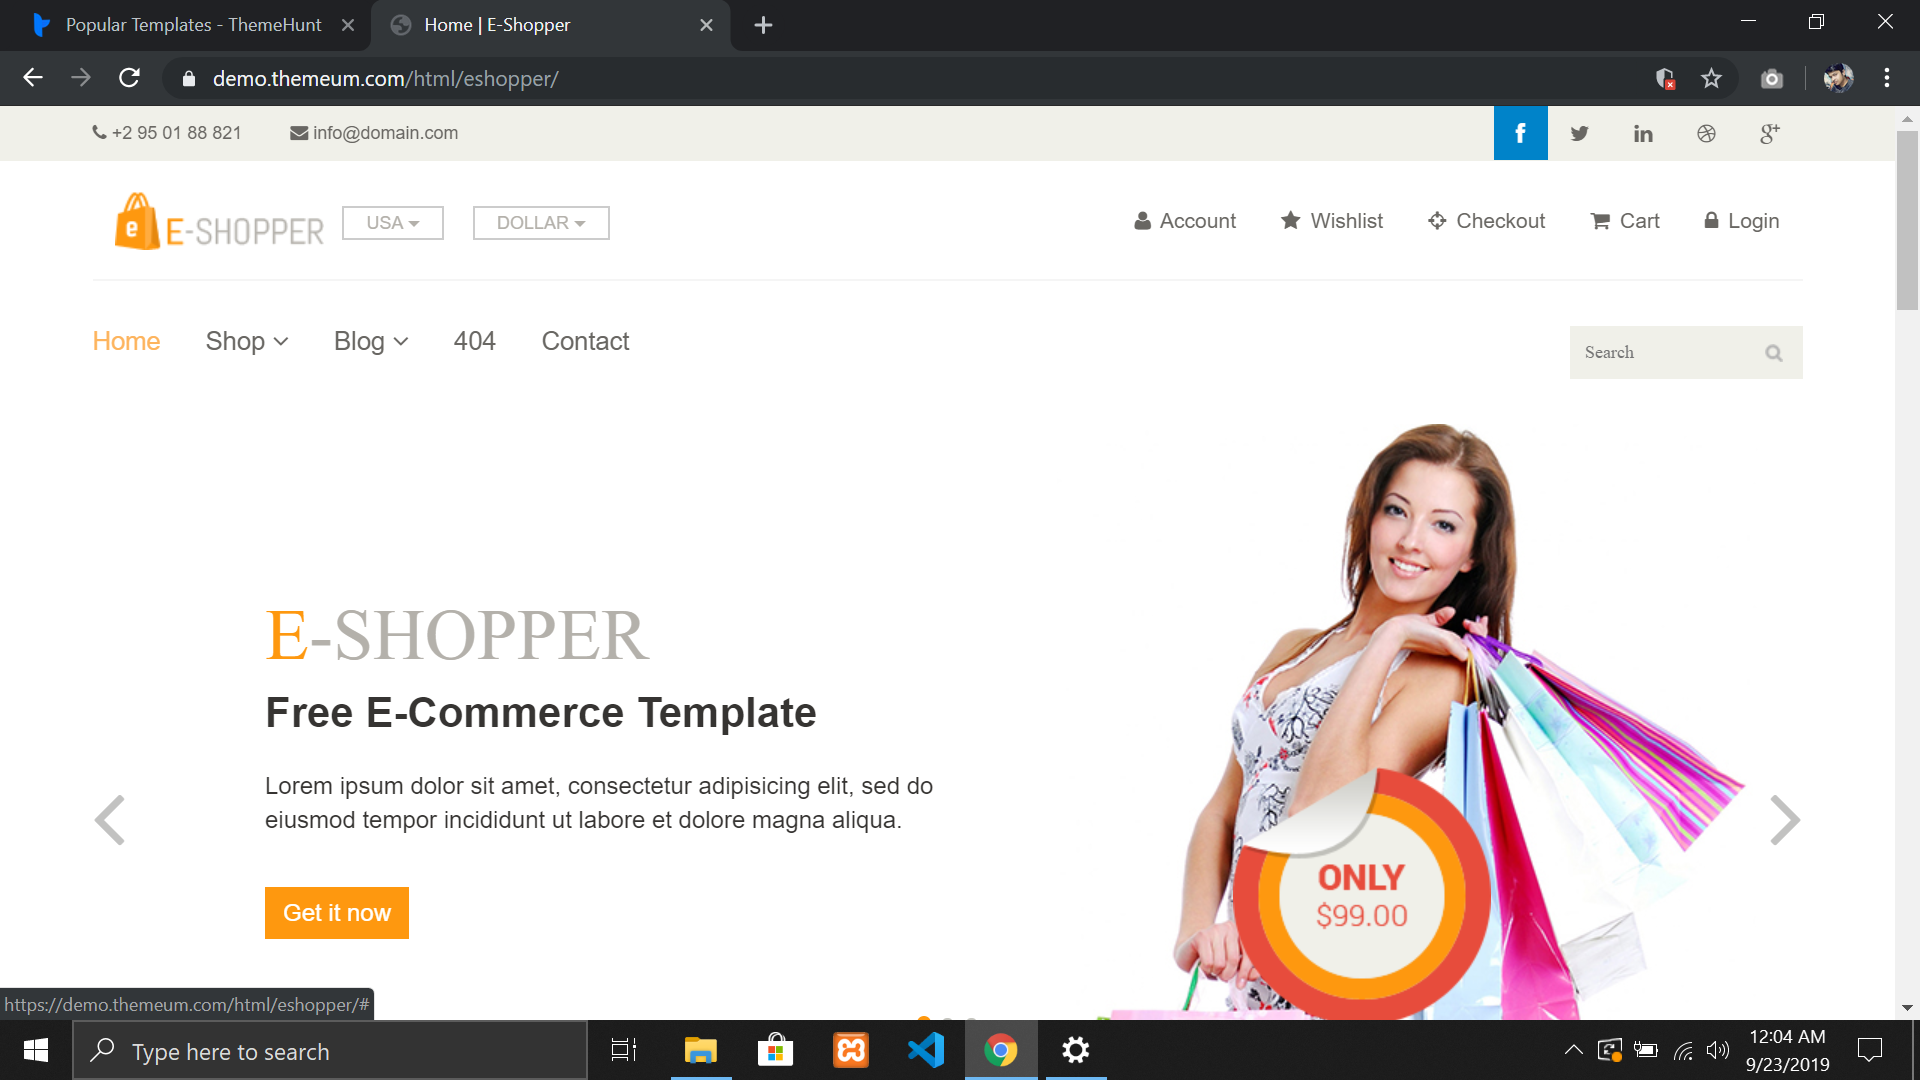 Popular Templates - ThemeHunt
Home | E-Shopper
demo.themeum.com/html/eshopper/
+2 95 01 88 821
info@domain.com
f
in
g+
e
E-SHOPPER
USA
DOLLAR
Account
Wishlist
Checkout
Cart
Login
Home
Shop
Blog
404
Contact
Search
E-SHOPPER
Free E-Commerce Template
Lorem ipsum dolor sit amet, consectetur adipisicing elit, sed do
eiusmod tempor incididunt ut labore et dolore magna aliqua.
Get it now
ONLY
$99.00
https://demo.themeum.com/html/eshopper/#
Type here to search
12:04 AM
9/23/2019